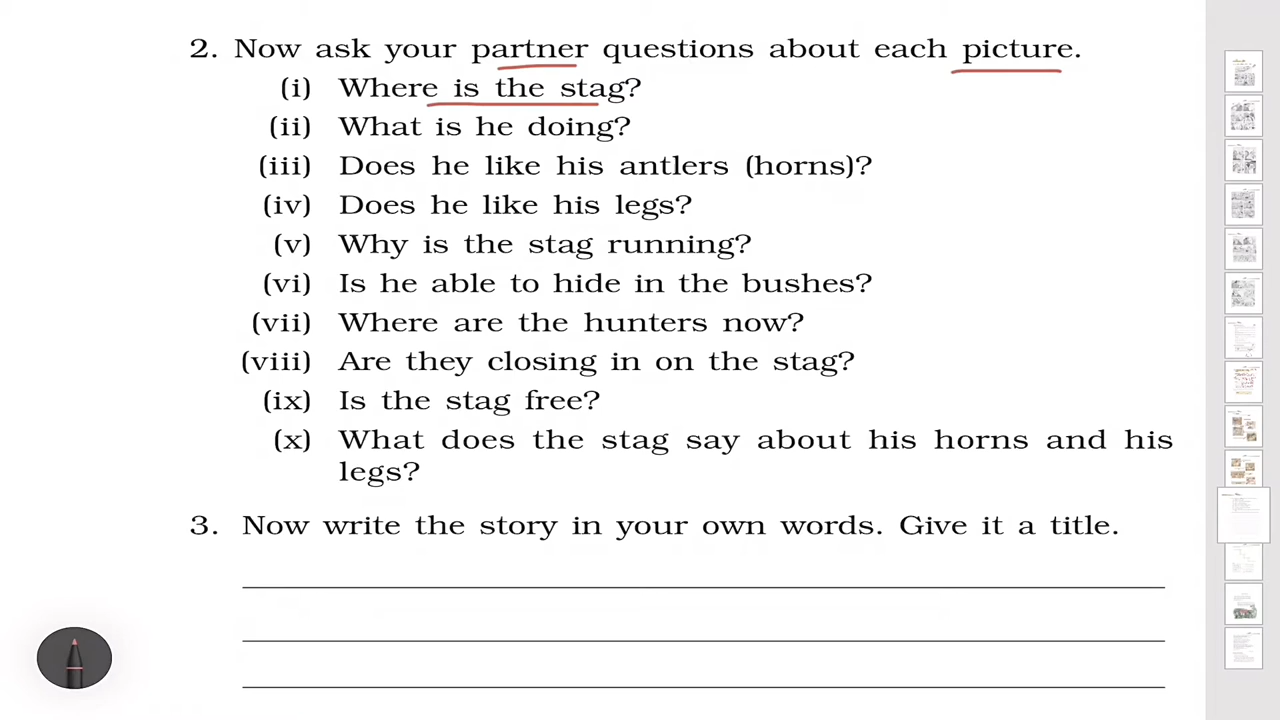 2. Now ask your partner questions about each picture.
(i) Where is the stag?
(ii) What is he doing?
(iii) Does he like his antlers (horns)?
(iv) Does he like his legs?
(v) Why is the stag running?
(vi) Is he able to hide in the bushes?
(vii) Where are the hunters now?
(viii) Are they closing in on the stag?
(ix) Is the stag free?
(x) What does the stag say about his horns and his
legs?
3. Now write the story in your own words. Give it a title.